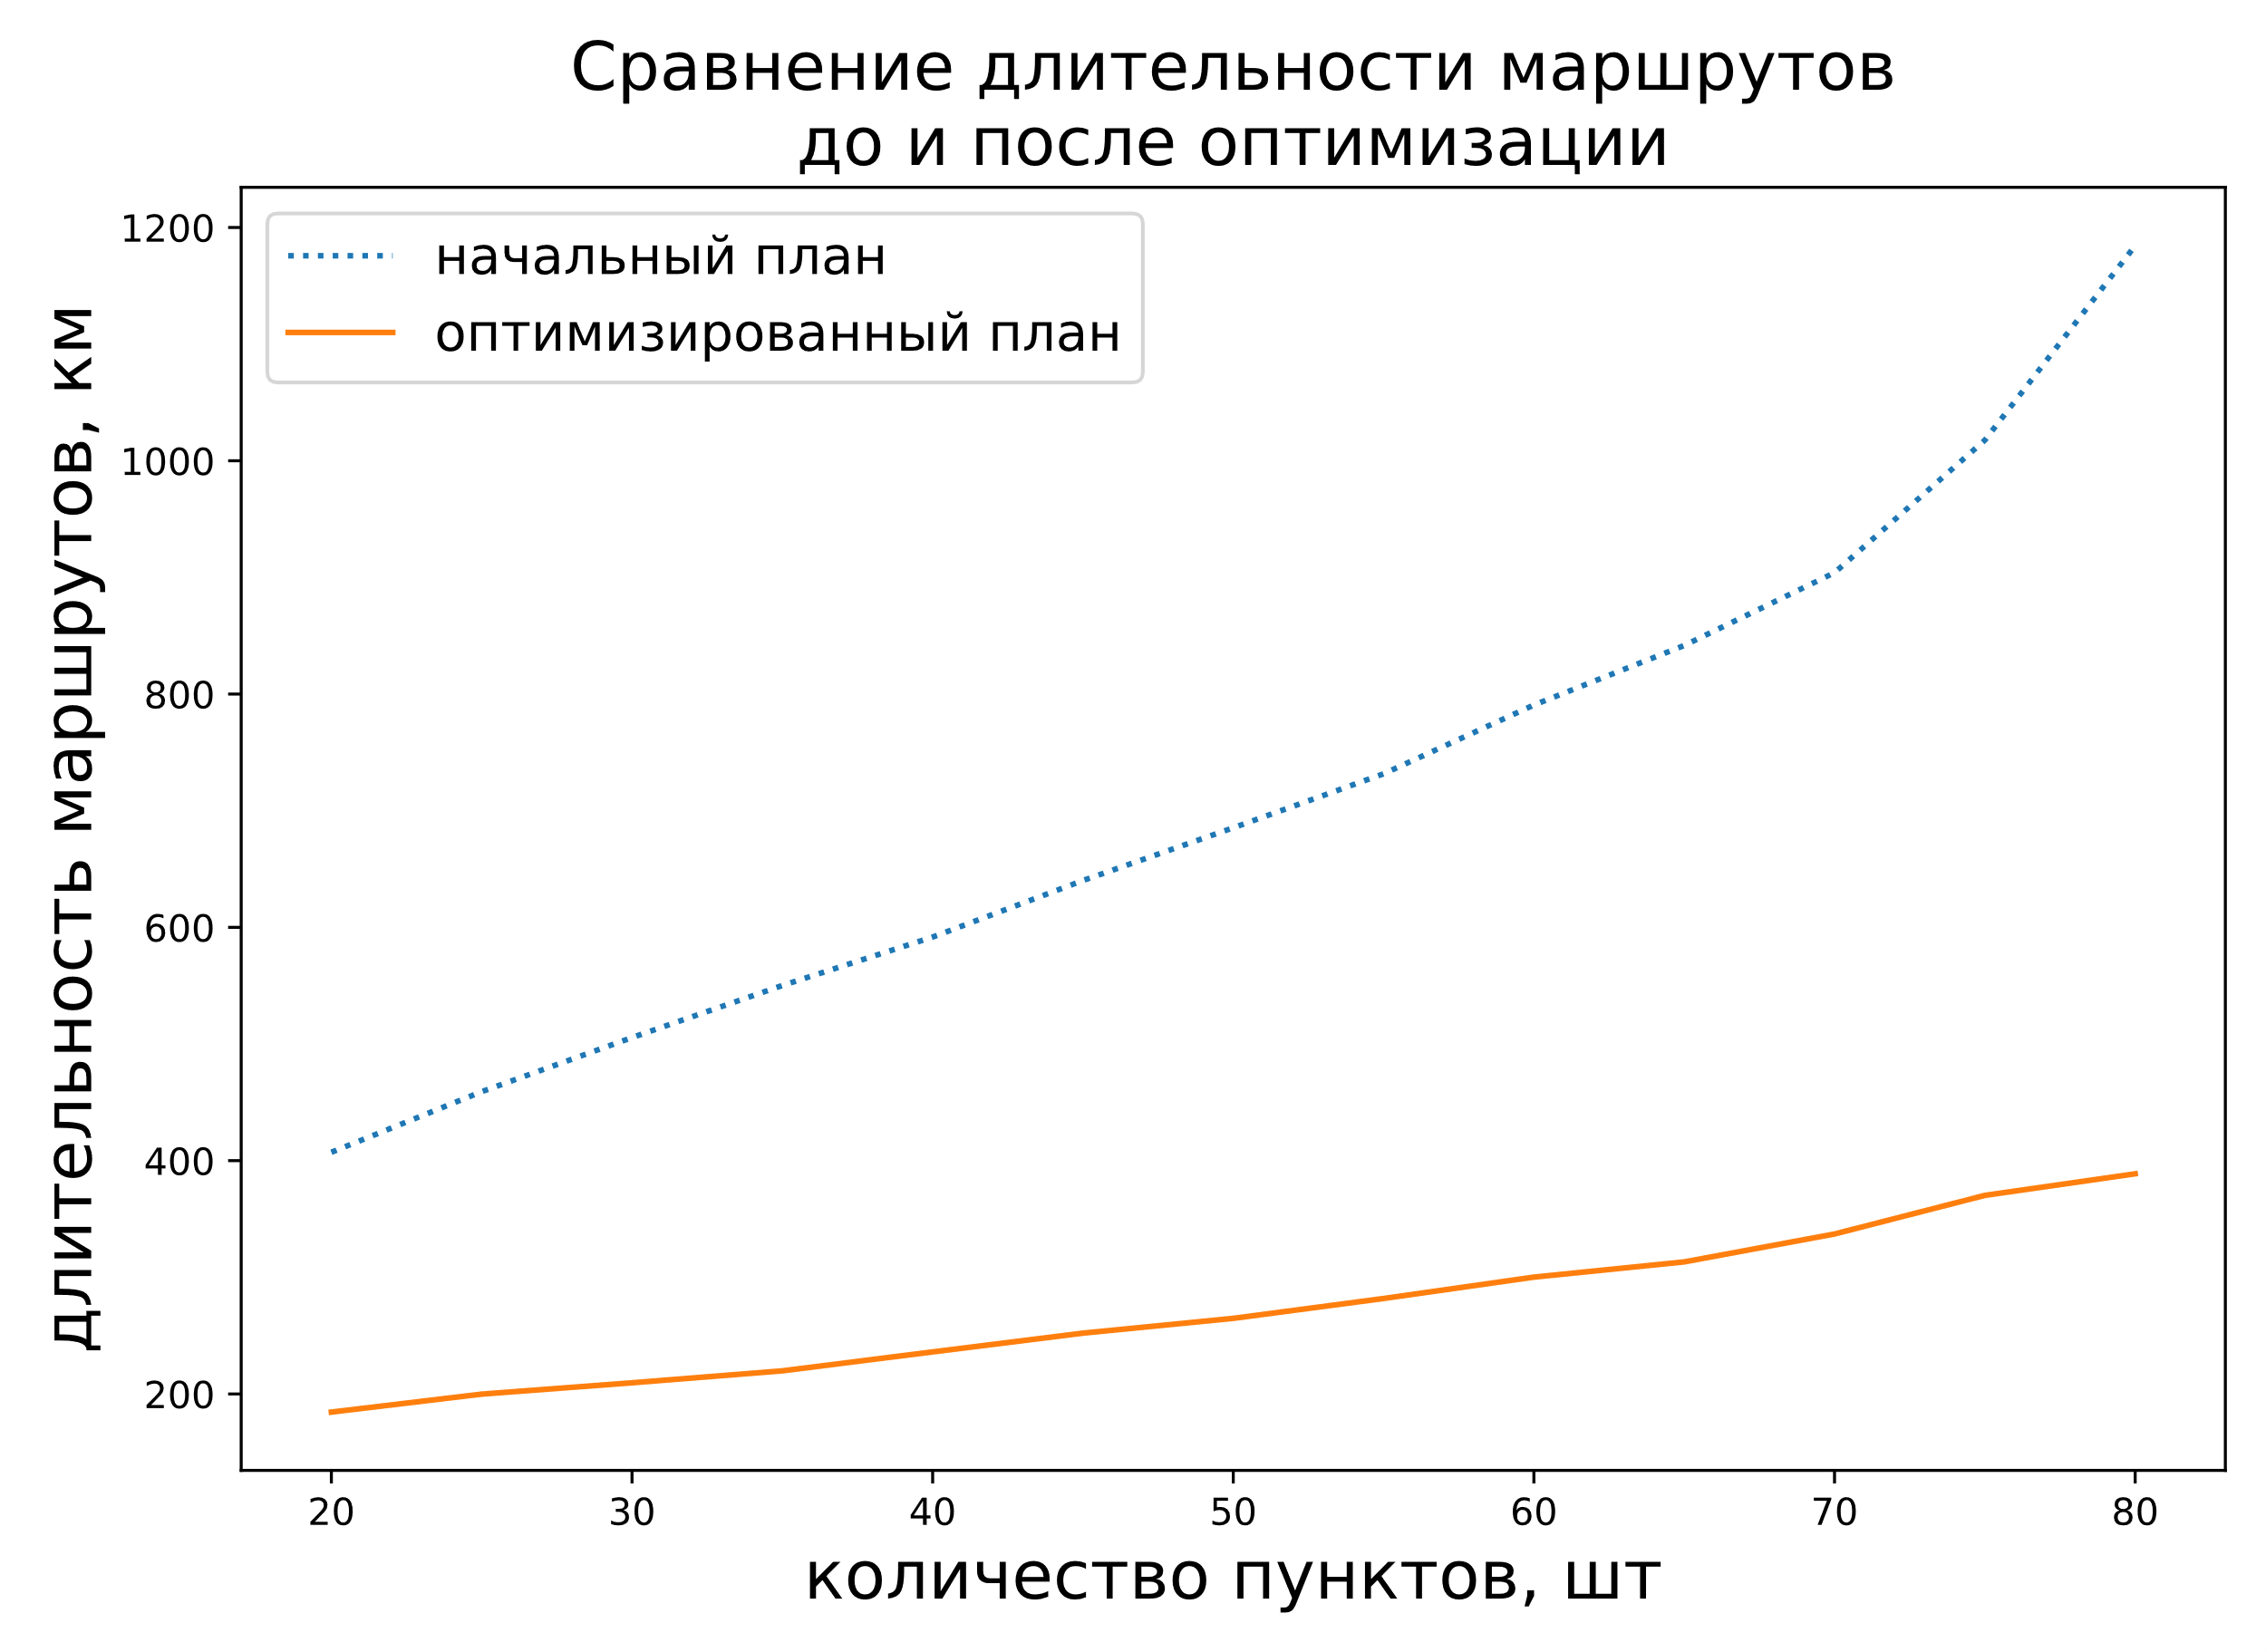 Сравнение длительности маршрутов
до и после оптимизации
начальный план
оптимизированный план
длительность маршрутов, км
1200
1000
800
600
400
200
20 30 40 50 60 70 80
количество пунктов, шт